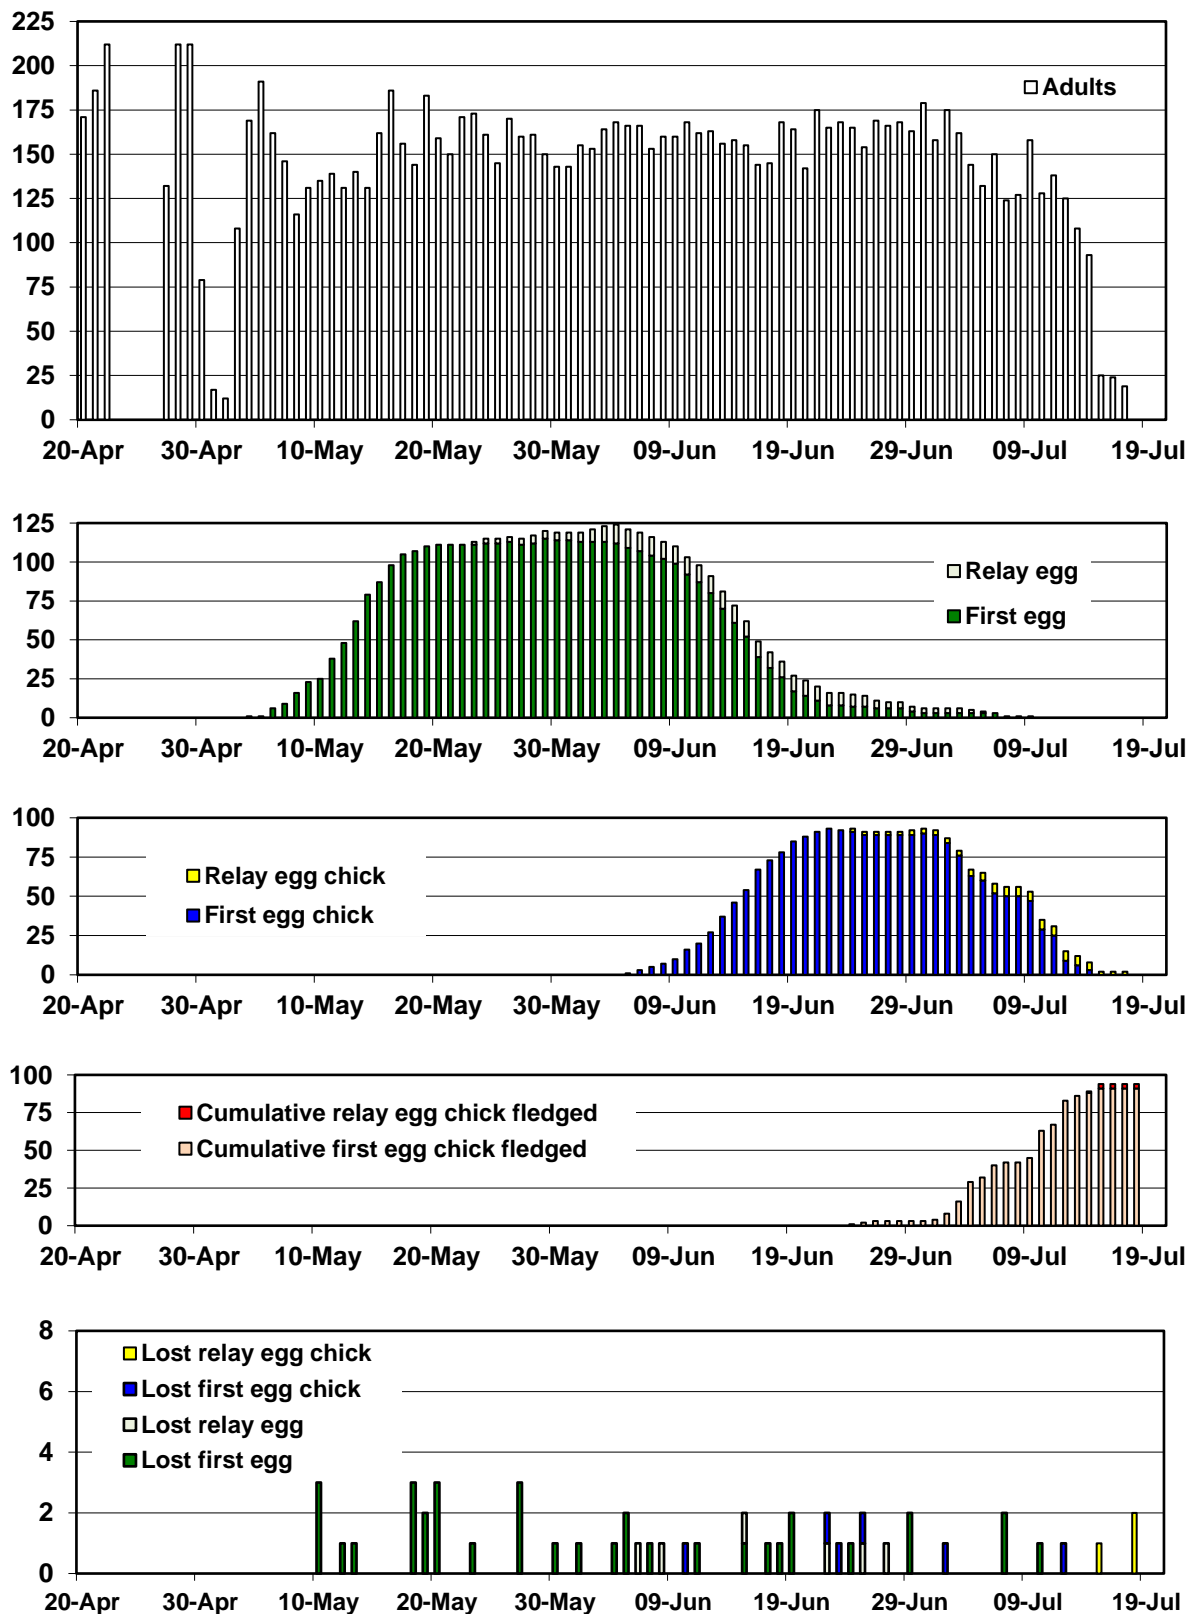 225
200
175
150
125
100
75
50
25
0
Adults
20-Apr 30-Apr 10-May 20-May 30-May 09-Jun 19-Jun 29-Jun 09-Jul 19-Jul
125
100
75
50
25
0
Relay egg
First egg
20-Apr 30-Apr 10-May 20-May 30-May 09-Jun 19-Jun 29-Jun 09-Jul 19-Jul
100
75
50
25
0
Relay egg chick
First egg chick
20-Apr 30-Apr 10-May 20-May 30-May 09-Jun 19-Jun 29-Jun 09-Jul 19-Jul
100
75
50
25
0
Cumulative relay egg chick fledged
Cumulative first egg chick fledged
20-Apr 30-Apr 10-May 20-May 30-May 09-Jun 19-Jun 29-Jun 09-Jul 19-Jul
8
6
4
2
0
Lost relay egg chick
Lost first egg chick
Lost relay egg
Lost first egg
20-Apr 30-Apr 10-May 20-May 30-May 09-Jun 19-Jun 29-Jun 09-Jul 19-Jul